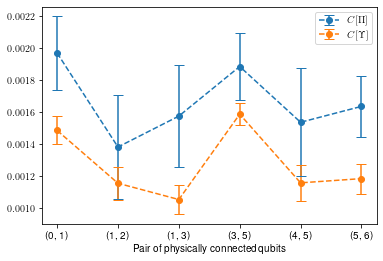 0.0022
0.0020
0.0018
0.0016
0.0014
0.0012
0.0010
C[II]
C[Υ]
(0, 1) (1, 2) (1, 3) (3, 5) (4, 5) (5, 6)
Pair of physically connected qubits